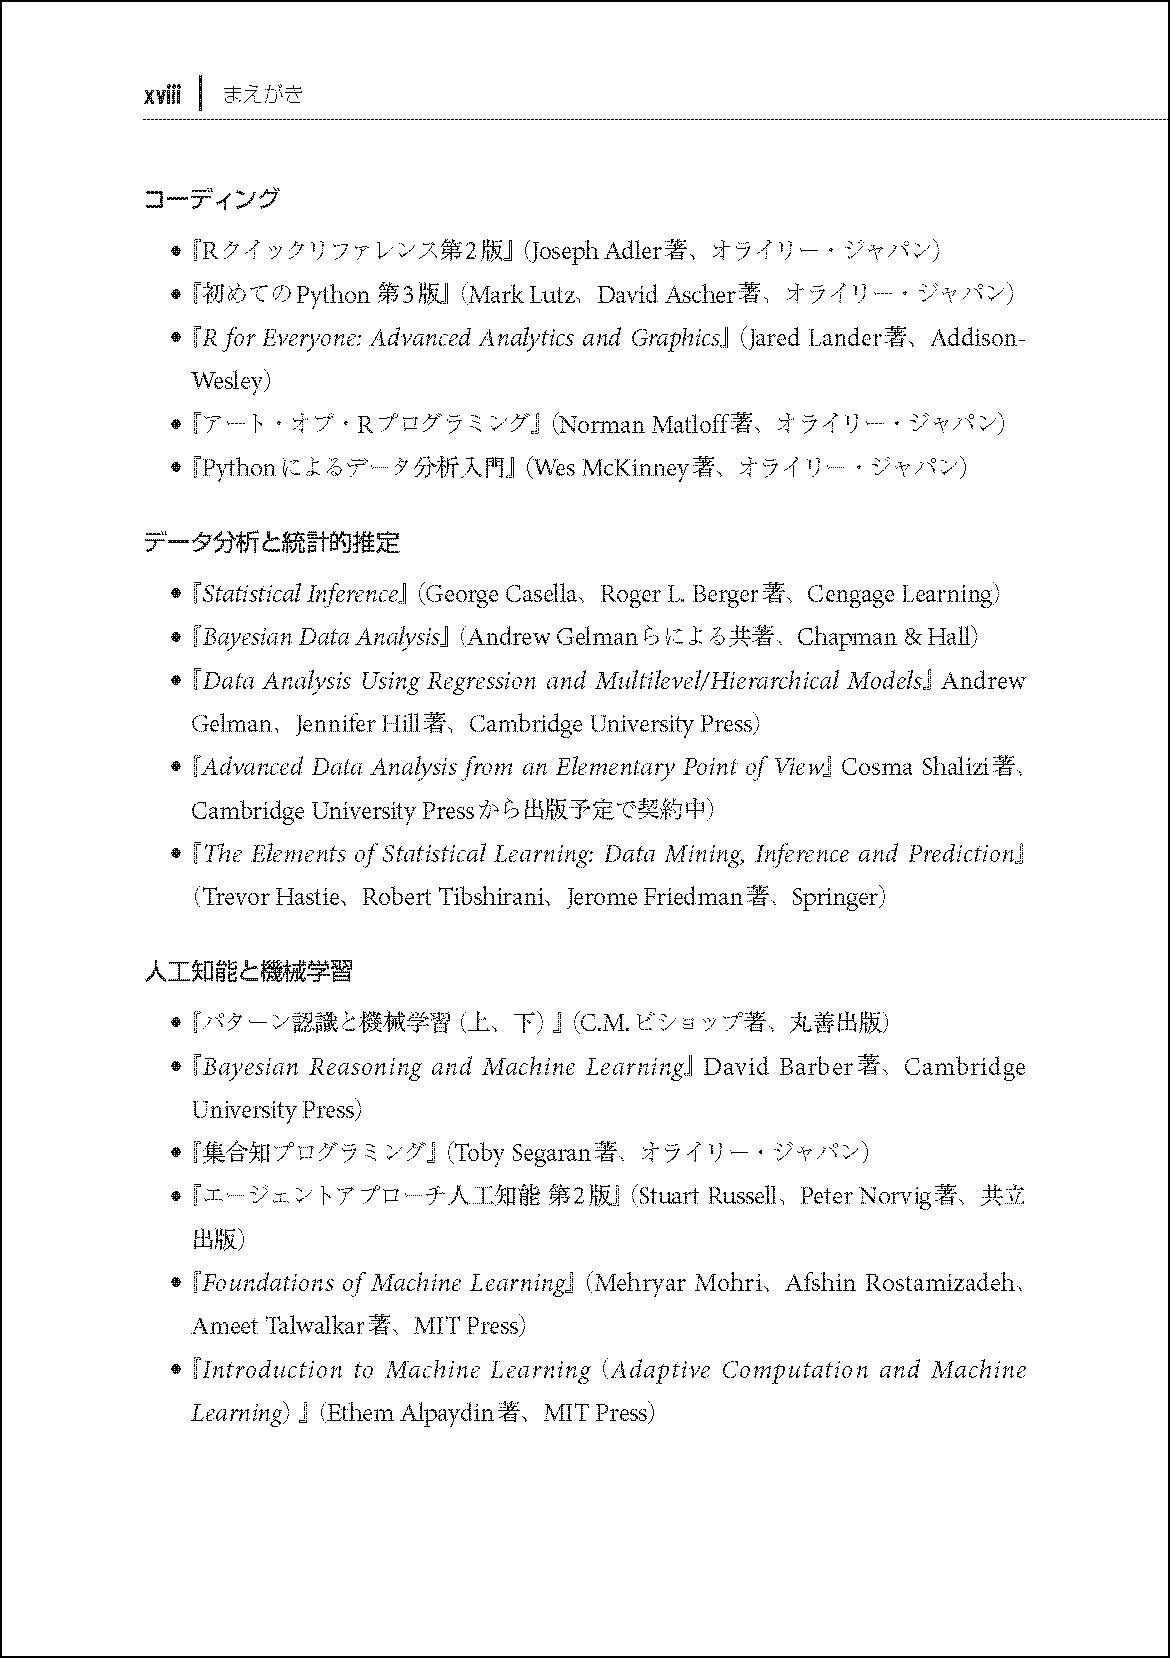 xviii まえがき
コーディング
●『Rクイックリファレンス第2版』（Joseph Adler著、オライリー・ジャパン）
●『初めてのPython 第3版』（Mark Lutz、David Ascher著、オライリー・ジャパン）
●『R for Everyone: Advanced Analytics and Graphics』（Jared Lander著、Addison-
Wesley）
●『アート・オブ・Rプログラミング』（Norman Matloff著、オライリー・ジャパン）
●『Pythonによるデータ分析入門』（Wes McKinney著、オライリー・ジャパン）
データ分析と統計的推定
●『Statistical Inference』（George Casella、Roger L. Berger著、Cengage Learning）
●『Bayesian Data Analysis』（Andrew Gelmanらによる共著、Chapman & Hall）
●『Data Analysis Using Regression and Multilevel/Hierarchical Models』Andrew
Gelman、Jennifer Hill著、Cambridge University Press）
●『Advanced Data Analysis from an Elementary Point of View』Cosma Shalizi著、
Cambridge University Pressから出版予定で契約中）
●『The Elements of Statistical Learning: Data Mining, Inference and Prediction』
（Trevor Hastie、Robert Tibshirani、Jerome Friedman著、Springer）
人工知能と機械学習
●『パターン認識と機械学習（上、下）』（C.M.ビショップ著、丸善出版）
●『Bayesian Reasoning and Machine Learning』David Barber著、Cambridge
University Press）
●『集合知プログラミング』（Toby Segaran著、オライリー・ジャパン）
●『エージェントアプローチ人工知能 第2版』（Stuart Russell、Peter Norvig著、共立
出版）
●『Foundations of Machine Learning』（Mehryar Mohri、Afshin Rostamizadeh、
Ameet Talwalkar著、MIT Press）
●『Introduction to Machine Learning（Adaptive Computation and Machine
Learning）』（Ethem Alpaydin著、MIT Press）